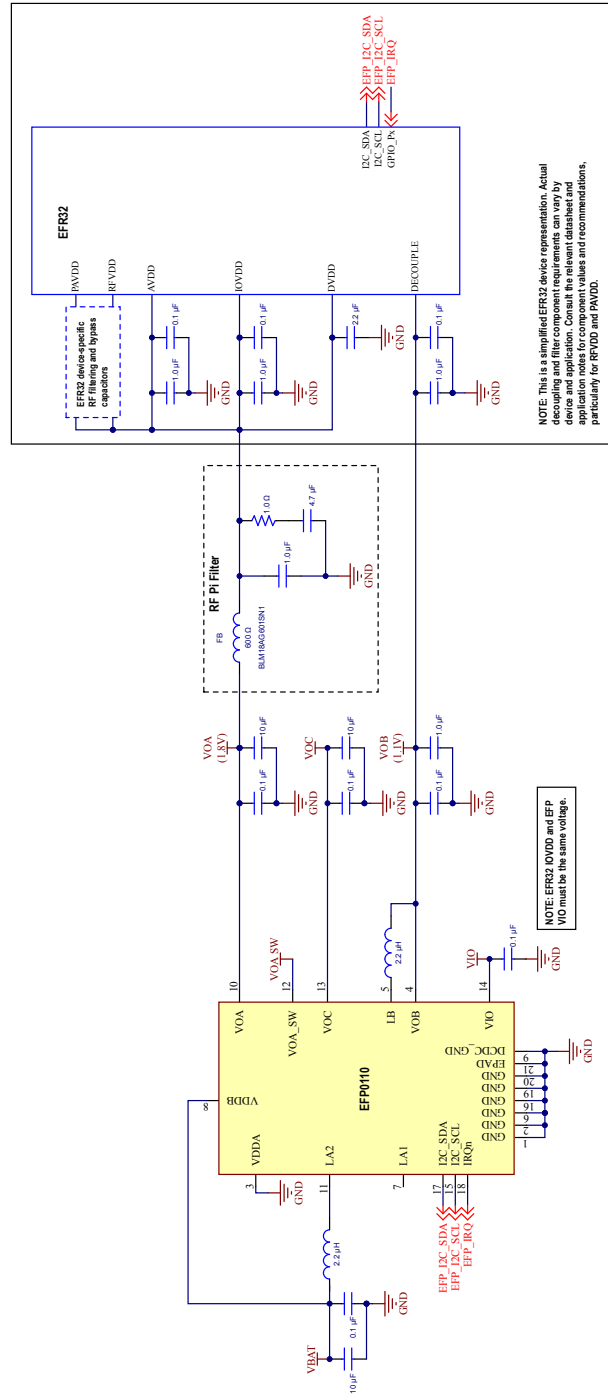 VBAT
10 µF
0.1 µF
GND
2.2 µH
EFP0110
VDDB
8
VDDA
3
GND
LA2
11
LA1
7
I2C_SDA
17
I2C_SCL
15
IRQn
18
EFP_I2C_SDA
EFP_I2C_SCL
EFP_IRQ
VOA
10
VOA_SW
12
VOA_SW
VOC
13
LB
5
2.2 µH
VOB
4
VIO
14
VIO
0.1 µF
GND
GND
1
GND
2
GND
6
GND
16
GND
19
GND
20
GND
21
EPAD
9
DCDC_GND
GND
NOTE: EFR32 IOVDD and EFP
VIO must be the same voltage.
VOA
(1.8V)
0.1 µF
10 µF
GND
VOC
0.1 µF
10 µF
GND
VOB
(1.1V)
0.1 µF
1.0 µF
GND
RF Pi Filter
FB
600 Ω
BLM18AG601SN1
1.0 Ω
1.0 µF
4.7 µF
GND
EFR32
EFR32 device-specific
RF filtering and bypass
capacitors
PAVDD
RFVDD
AVDD
1.0 µF
0.1 µF
GND
IOVDD
1.0 µF
0.1 µF
GND
DVDD
2.2 µF
GND
DECOUPLE
1.0 µF
0.1 µF
GND
I2C_SDA
I2C_SCL
GPIO_Px
EFP_I2C_SDA
EFP_I2C_SCL
EFP_IRQ
NOTE: This is a simplified EFR32 device representation. Actual
decoupling and filter component requirements can vary by
device and application. Consult the relevant datasheet and
application notes for component values and recommendations,
particularly for RFVDD and PAVDD.